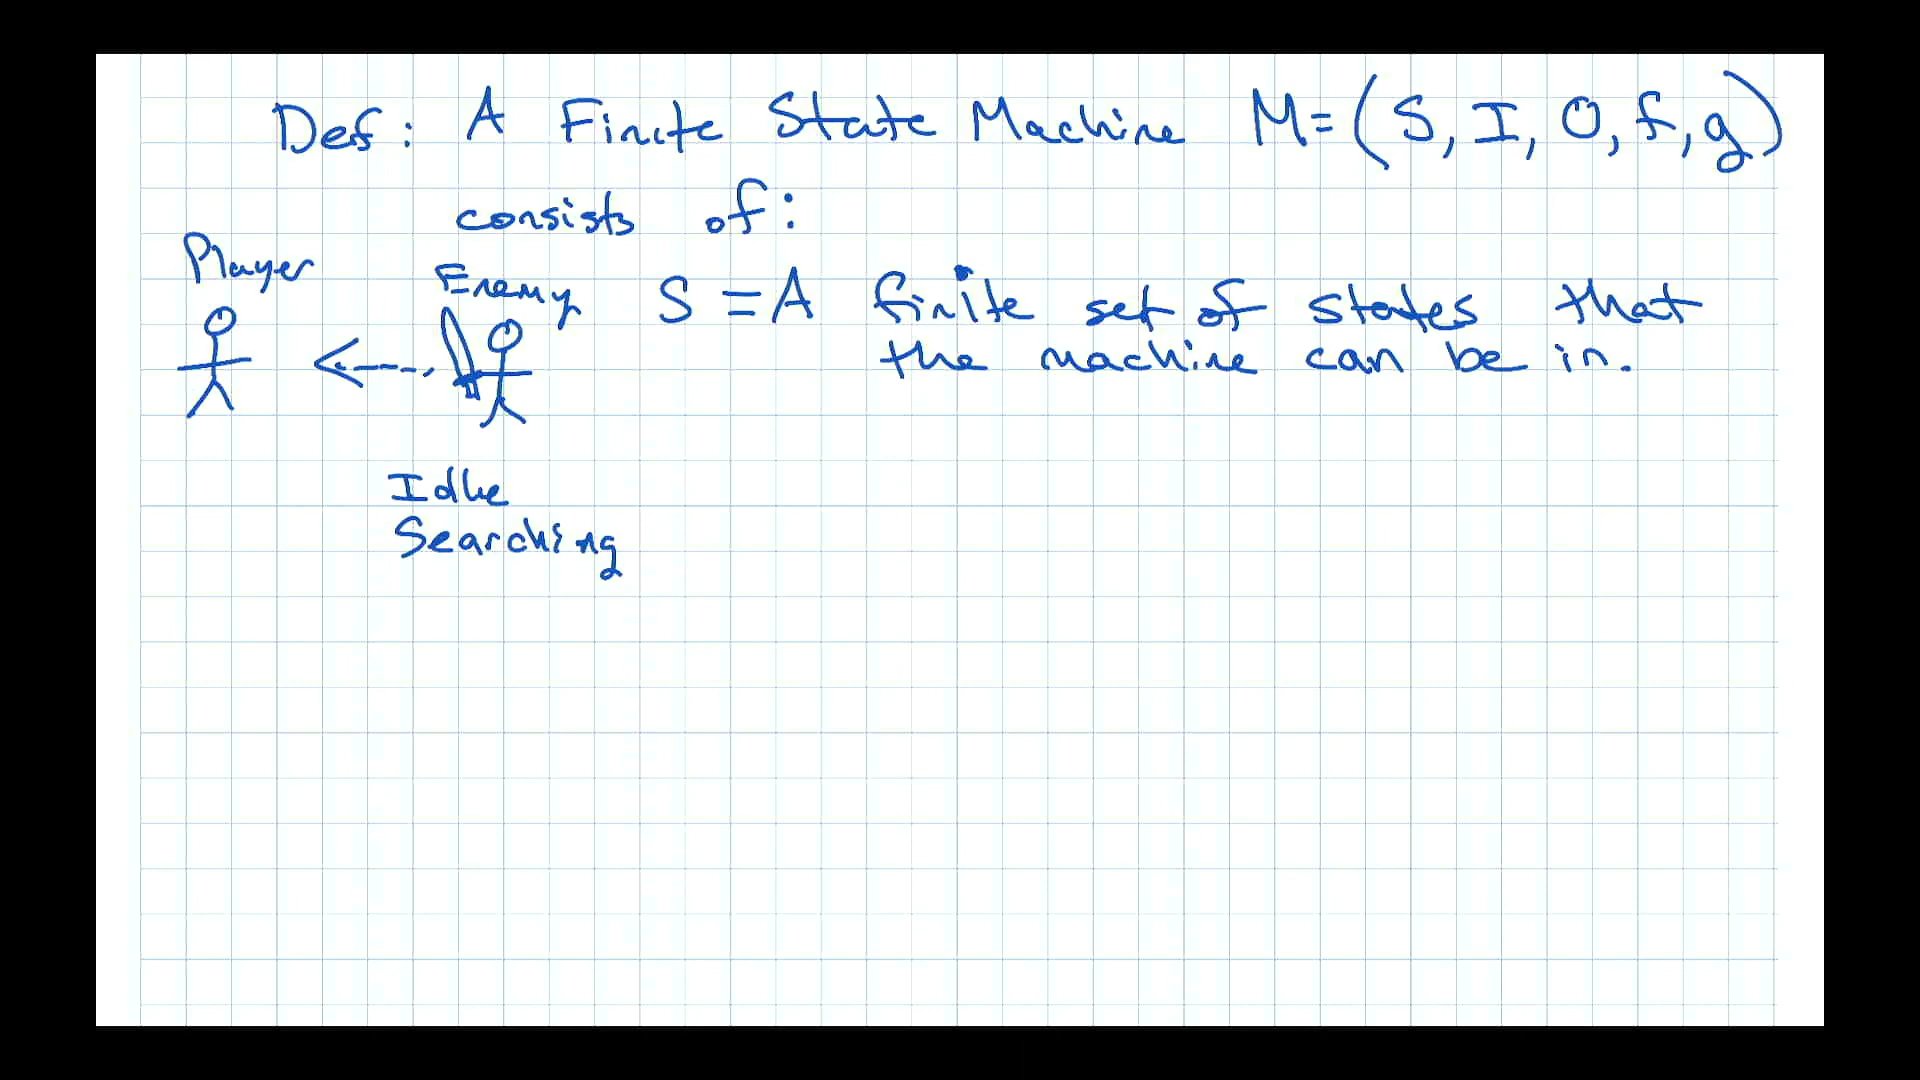 Def: A Finite State Machine M=(S, I, O, f, g)
consists of:
Player
Enemy
S = A finite set of states that
the machine can be in.
Idle
Searching